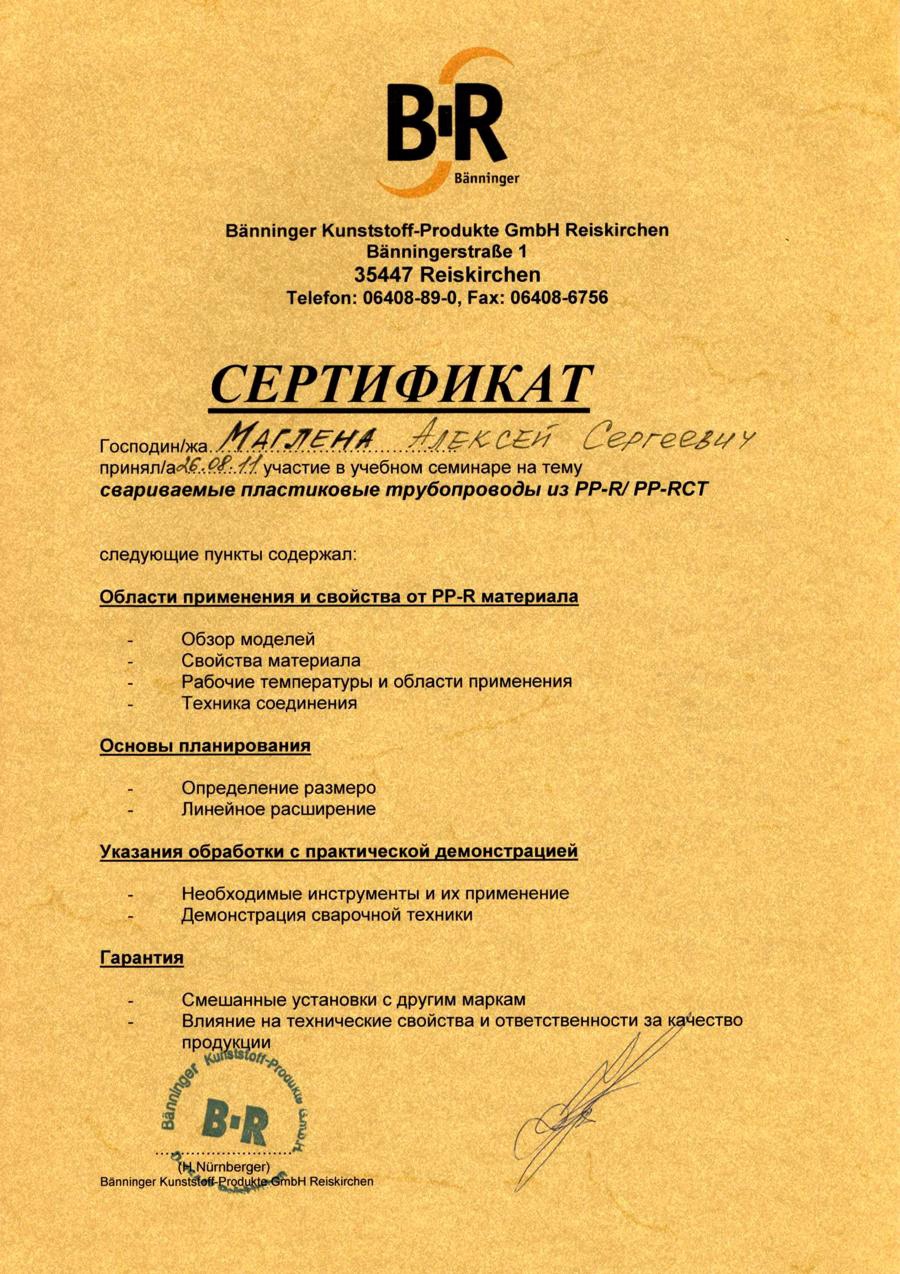 B-R
Bänninger
Bänninger Kunststoff-Produkte GmbH Reiskirchen
Bänningerstraße 1
35447 Reiskirchen
Telefon: 06408-89-0, Fax: 06408-6756
СЕРТИФИКАТ
Господин/жа МАГЛЕНА АЛЕКСЕЙ Сергеевич
принял/а 26.08.11 участие в учебном семинаре на тему
свариваемые пластиковые трубопроводы из PP-R/ PP-RCT
следующие пункты содержал:
Области применения и свойства от PP-R материала
- Обзор моделей
- Свойства материала
- Рабочие температуры и области применения
- Техника соединения
Основы планирования
- Определение размеро
- Линейное расширение
Указания обработки с практической демонстрацией
- Необходимые инструменты и их применение
- Демонстрация сварочной техники
Гарантия
- Смешанные установки с другим маркам
- Влияние на технические свойства и ответственности за качество
продукции
Bänninger Kunststoff-Produkte GmbH
B-R
(H.Nürnberger)
Bänninger Kunststoff-Produkte GmbH Reiskirchen